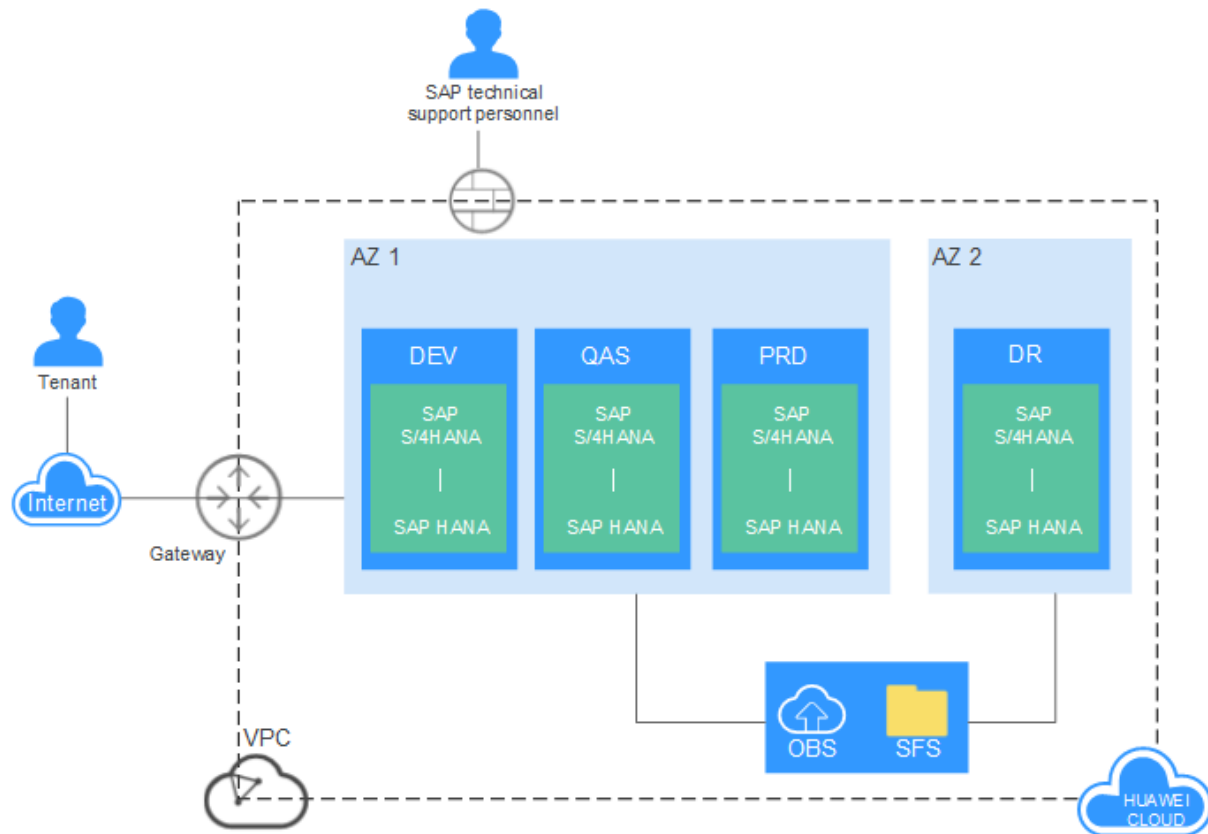 SAP technical
support personnel
AZ 1
AZ 2
DEV
QAS
PRD
DR
SAP
S/4HANA
SAP HANA
SAP
S/4HANA
SAP HANA
SAP
S/4HANA
SAP HANA
SAP
S/4HANA
SAP HANA
Tenant
Internet
Gateway
OBS
SFS
VPC
HUAWEI
CLOUD